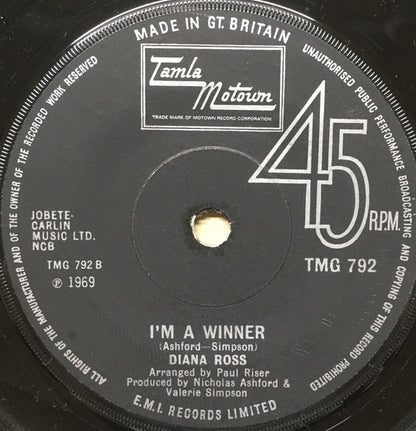 MADE IN GT. BRITAIN
UNAUTHORISED PUBLIC PERFORMANCE BROADCASTING AND COPYING OF THIS RECORD PROHIBITED
E.M.I. RECORDS LIMITED
ALL RIGHTS OF THE MANUFACTURER AND OF THE OWNER OF THE RECORDED WORK RESERVED
Tamla
Motown
TRADE MARK OF MOTOWN RECORD CORPORATION
45
R.P.M.
JOBETE-
CARLIN
MUSIC LTD.
NCB
TMG 792 B
℗ 1969
TMG 792
I'M A WINNER
(Ashford—Simpson)
DIANA ROSS
Arranged by Paul Riser
Produced by Nicholas Ashford &
Valerie Simpson